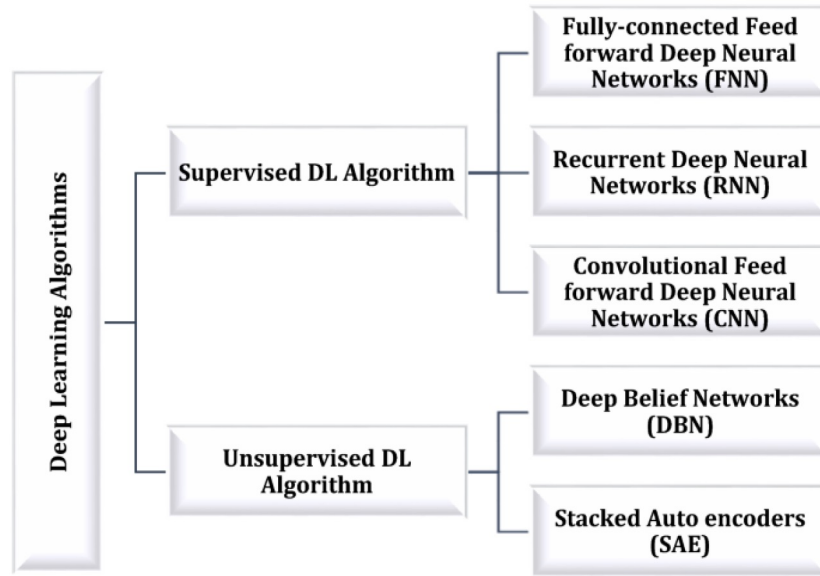 Deep Learning Algorithms
Supervised DL Algorithm
Fully-connected Feed
forward Deep Neural
Networks (FNN)
Recurrent Deep Neural
Networks (RNN)
Convolutional Feed
forward Deep Neural
Networks (CNN)
Unsupervised DL
Algorithm
Deep Belief Networks
(DBN)
Stacked Auto encoders
(SAE)